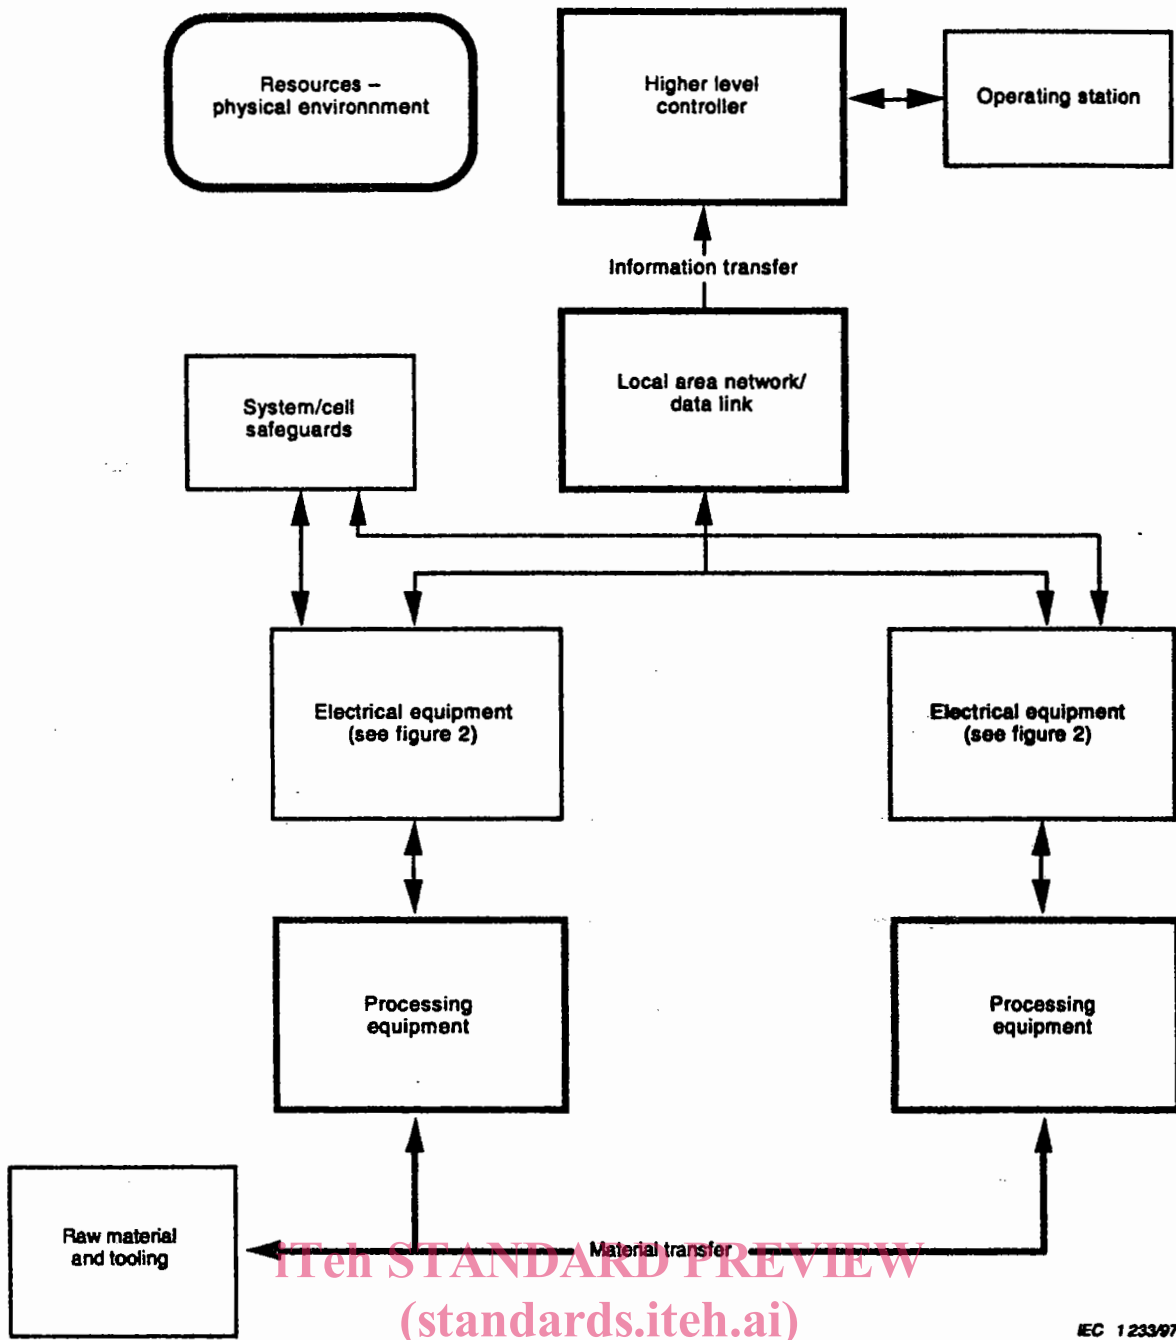 Resources –
physical environnment
Higher level
controller
Operating station
Information transfer
Local area network/
data link
System/cell
safeguards
Electrical equipment
(see figure 2)
Electrical equipment
(see figure 2)
Processing
equipment
Processing
equipment
Raw material
and tooling
Material transfer
iTeh STANDARD PREVIEW
(standards.iteh.ai)
IEC 1 233/97